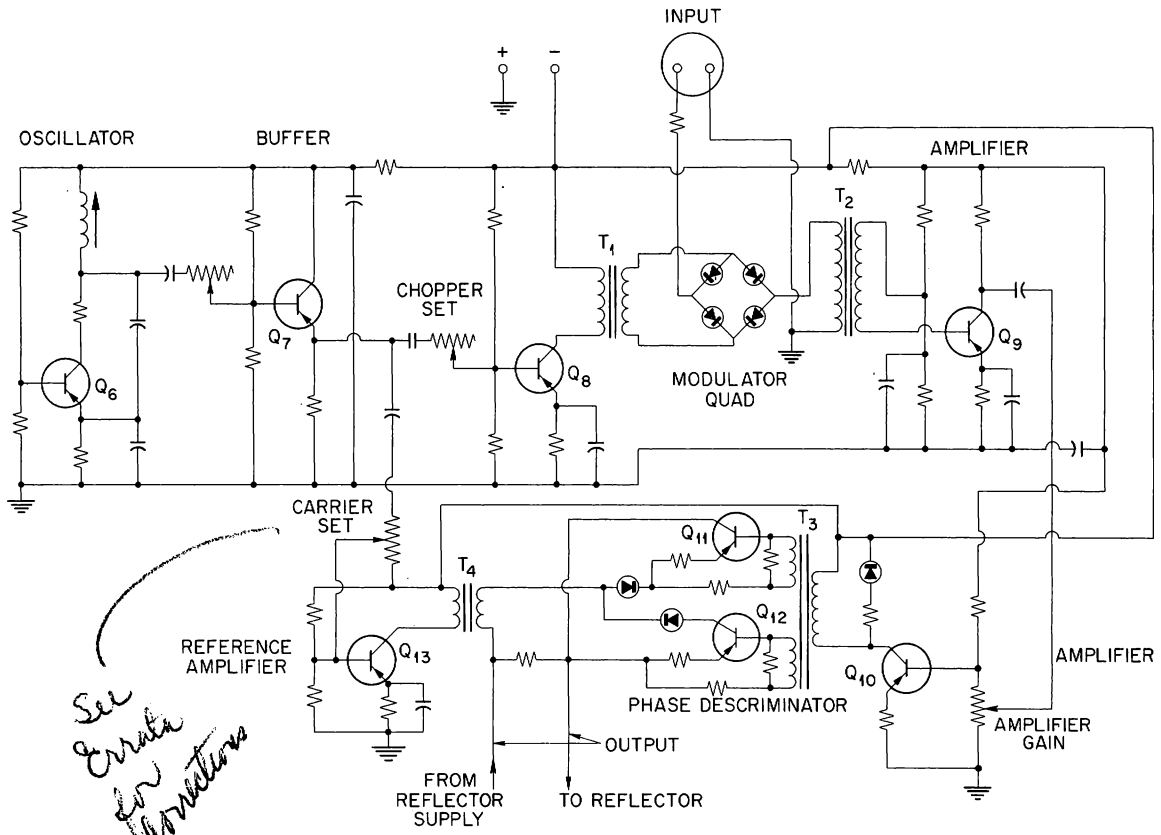 INPUT
+ −
OSCILLATOR
BUFFER
AMPLIFIER
T2
T1
CHOPPER
SET
Q7
Q9
Q6
Q8
MODULATOR
QUAD
CARRIER
SET
Q11
T3
T4
Q12
REFERENCE
AMPLIFIER
Q13
Q10
AMPLIFIER
PHASE DESCRIMINATOR
AMPLIFIER
GAIN
OUTPUT
FROM
REFLECTOR
SUPPLY
TO REFLECTOR
See
Errata
for
Corrections